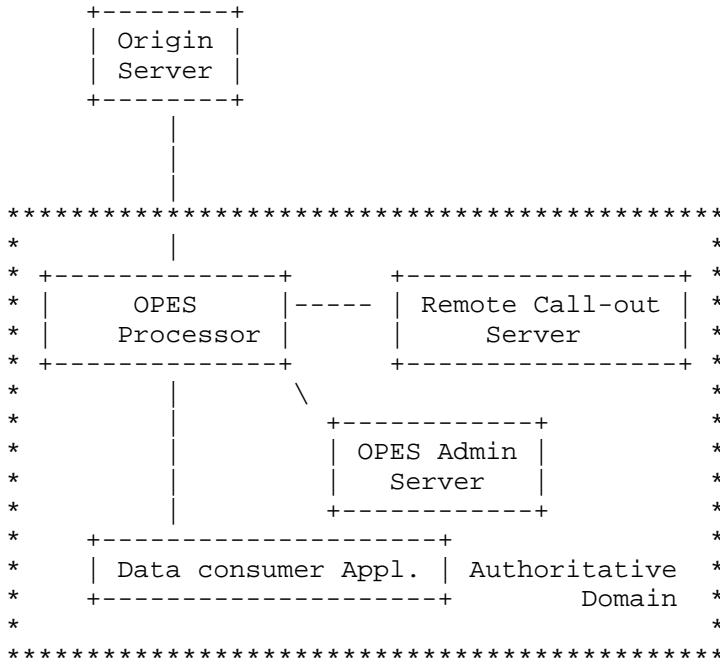 Origin
Server
OPES
Remote Call-out
Processor
Server
OPES Admin
Server
Data consumer Appl.
Authoritative
Domain